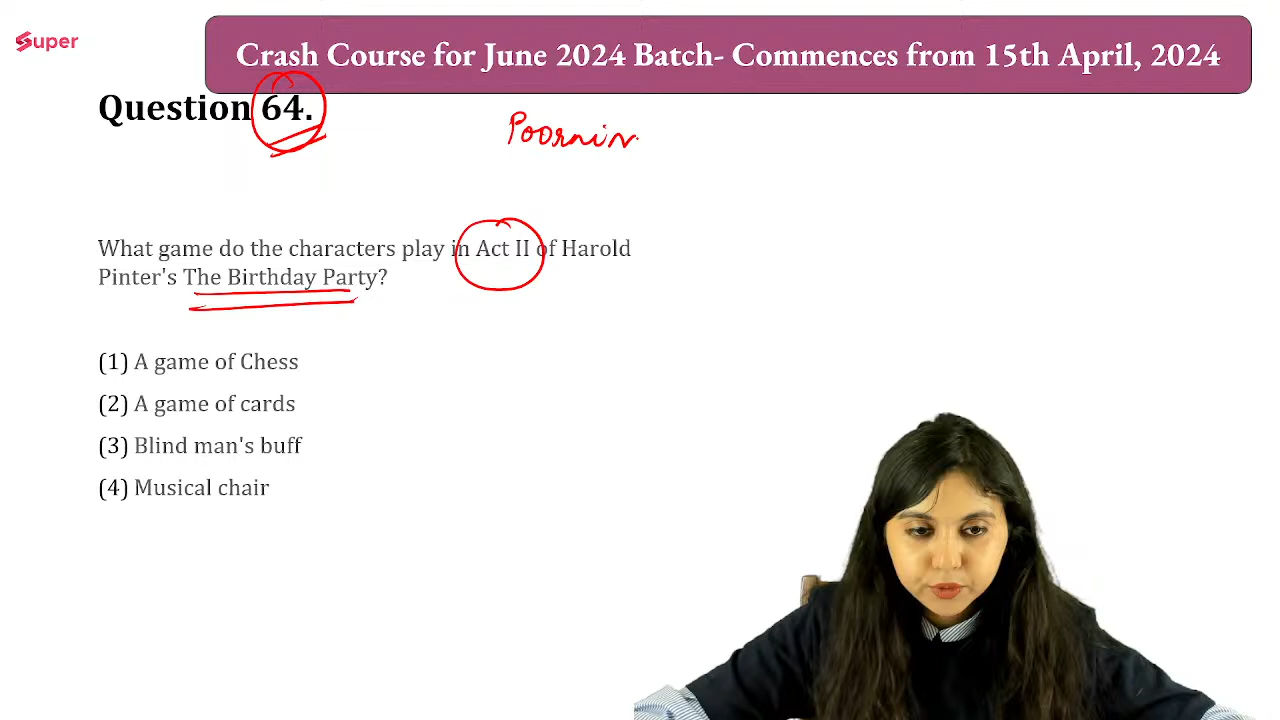 Super
Crash Course for June 2024 Batch- Commences from 15th April, 2024
Question 64.
Poornin
What game do the characters play in Act II of Harold
Pinter's The Birthday Party?
(1) A game of Chess
(2) A game of cards
(3) Blind man's buff
(4) Musical chair